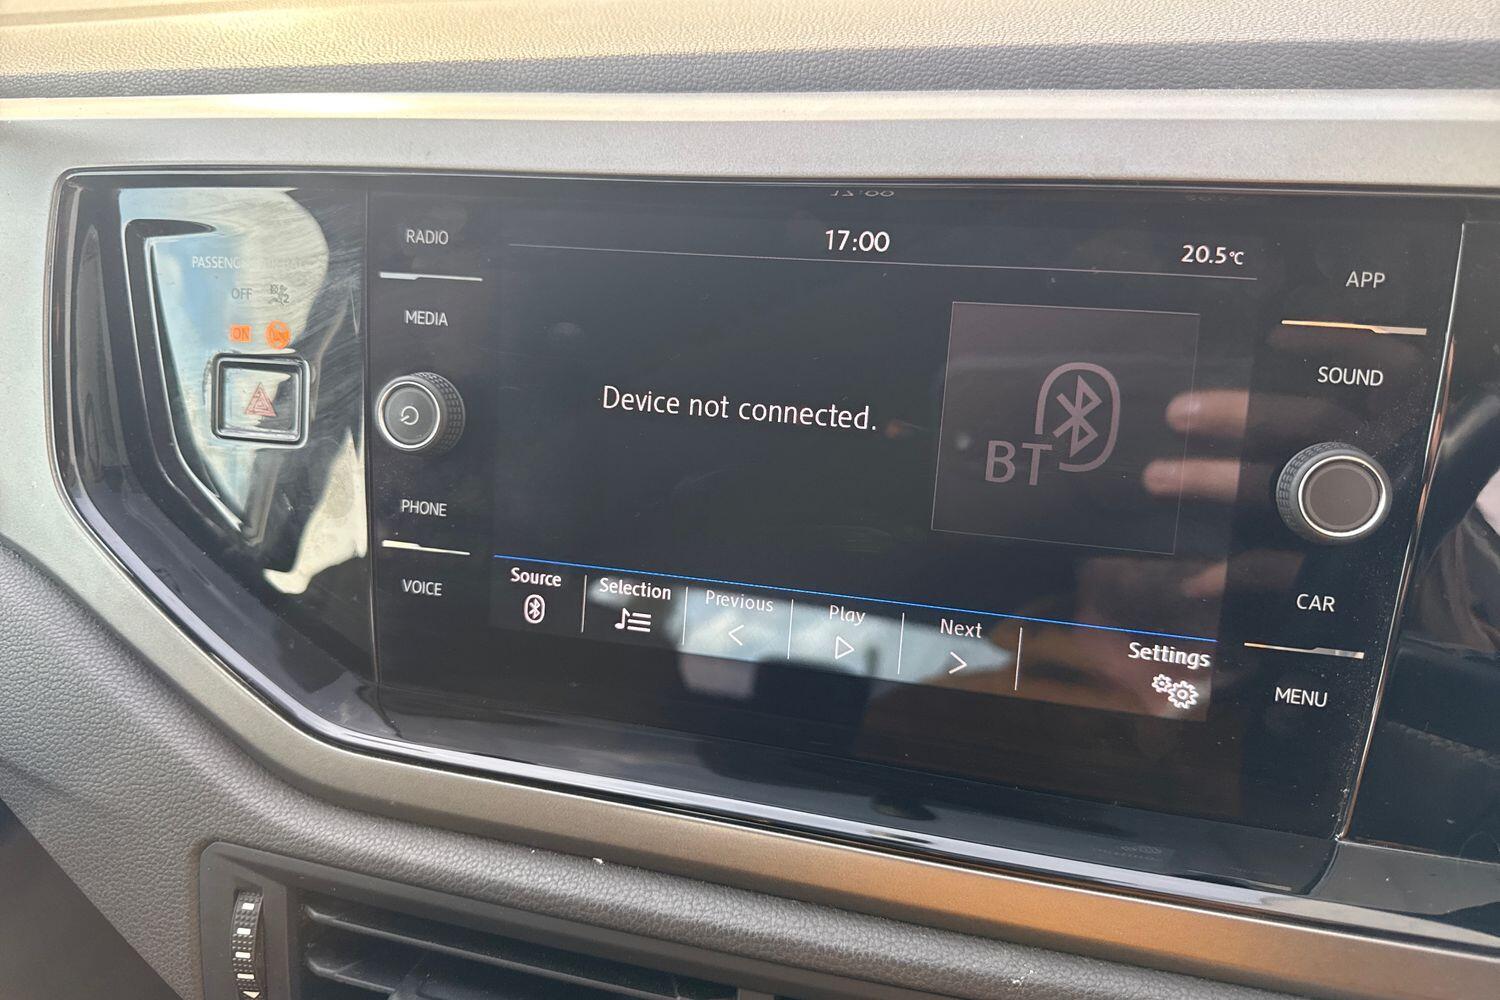 RADIO
MEDIA
PHONE
VOICE
OFF
ON
17:00
20.5°C
Device not connected.
BT
Source
Selection
Previous
Play
Next
Settings
APP
SOUND
CAR
MENU